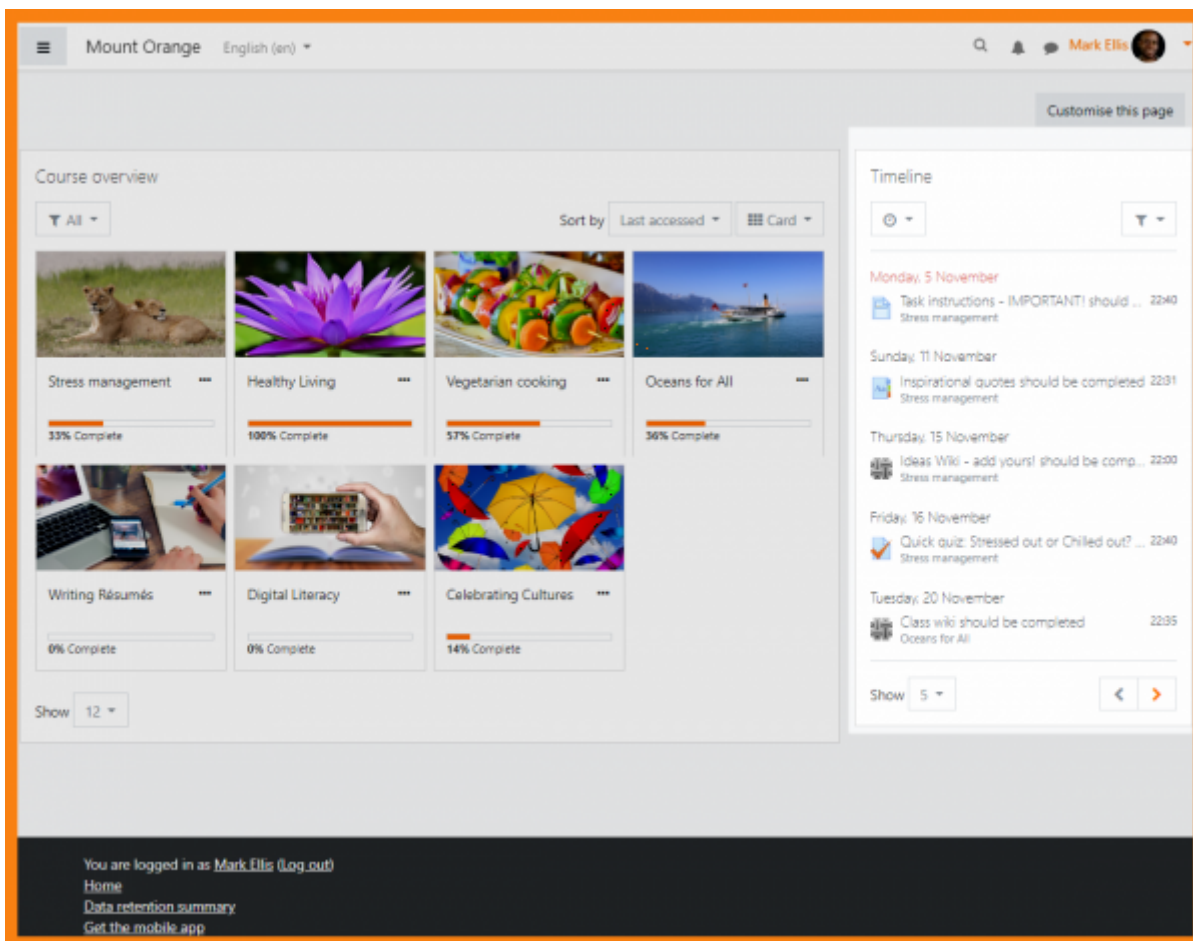 Mount Orange English (en)
Mark Ellis
Customise this page
Course overview
All
Sort by Last accessed Card
Stress management
33% Complete
Healthy Living
100% Complete
Vegetarian cooking
57% Complete
Oceans for All
36% Complete
Writing Résumés
0% Complete
Digital Literacy
0% Complete
Celebrating Cultures
14% Complete
Show 12
Timeline
Monday, 5 November
Task instructions - IMPORTANT! should ... 22:40
Stress management
Sunday, 11 November
Inspirational quotes should be completed 22:31
Stress management
Thursday, 15 November
Ideas Wiki - add yours! should be comp... 22:00
Stress management
Friday, 16 November
Quick quiz: Stressed out or Chilled out? ... 22:40
Stress management
Tuesday, 20 November
Class wiki should be completed 22:35
Oceans for All
Show 5
You are logged in as Mark Ellis (Log out)
Home
Data retention summary
Get the mobile app